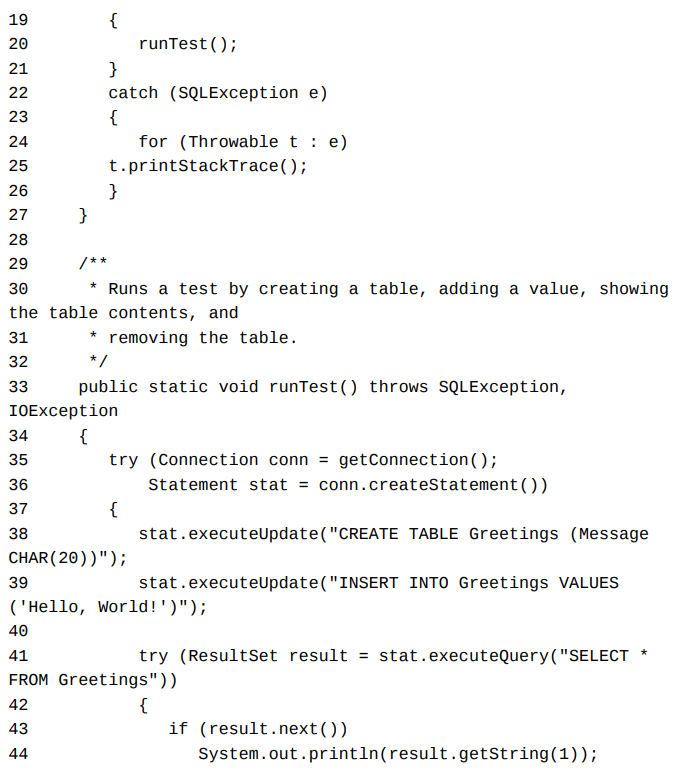 19        {
20           runTest();
21        }
22        catch (SQLException e)
23        {
24           for (Throwable t : e)
25        t.printStackTrace();
26        }
27     }
28
29     /**
30      * Runs a test by creating a table, adding a value, showing
the table contents, and
31      * removing the table.
32      */
33     public static void runTest() throws SQLException,
IOException
34     {
35        try (Connection conn = getConnection();
36            Statement stat = conn.createStatement())
37        {
38           stat.executeUpdate("CREATE TABLE Greetings (Message
CHAR(20))");
39           stat.executeUpdate("INSERT INTO Greetings VALUES
('Hello, World!')");
40
41           try (ResultSet result = stat.executeQuery("SELECT *
FROM Greetings"))
42           {
43              if (result.next())
44                 System.out.println(result.getString(1));